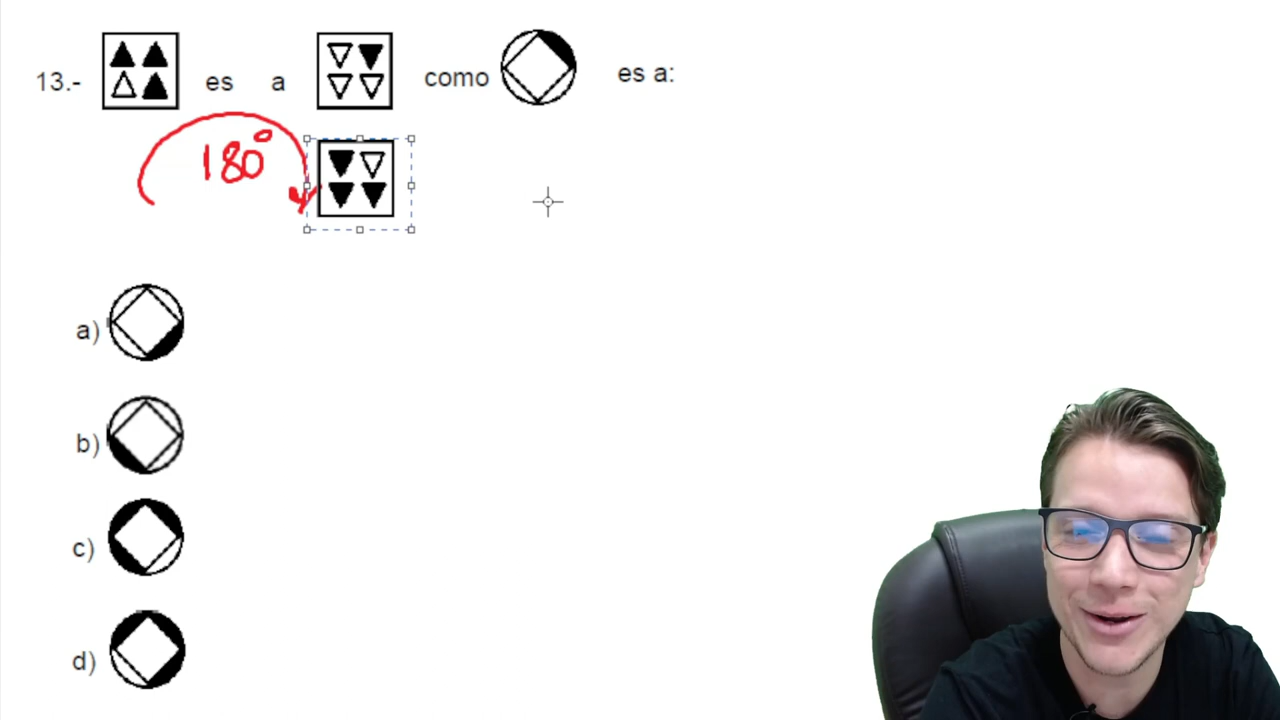 13.- es a como es a:
180°
a)
b)
c)
d)